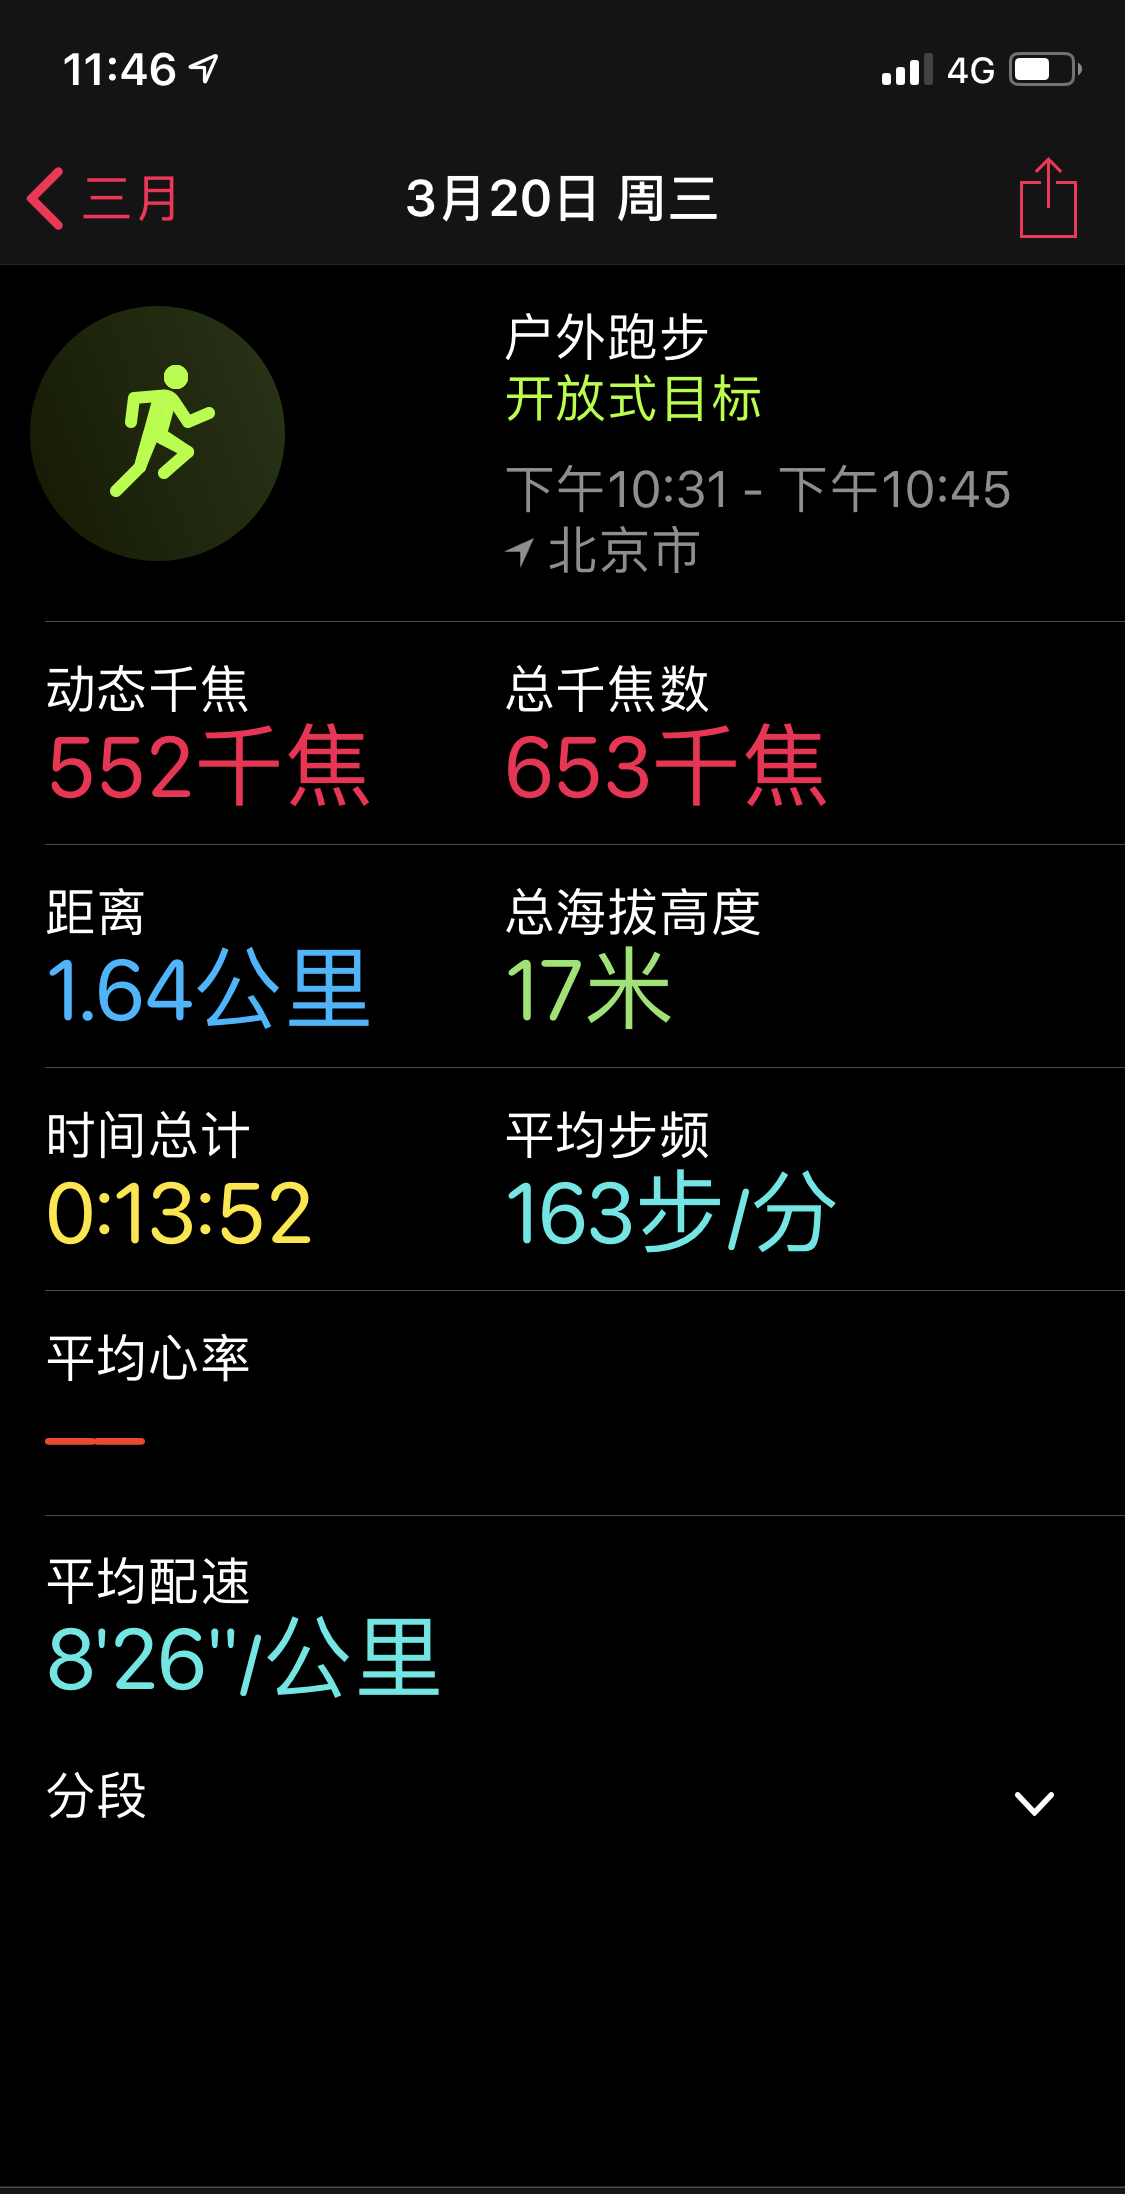 11:46
4G
三月
3月20日 周三
户外跑步
开放式目标
下午10:31 - 下午10:45
北京市
动态千焦
总千焦数
552千焦
653千焦
距离
总海拔高度
1.64公里
17米
时间总计
平均步频
0:13:52
163步/分
平均心率
——
平均配速
8'26"/公里
分段